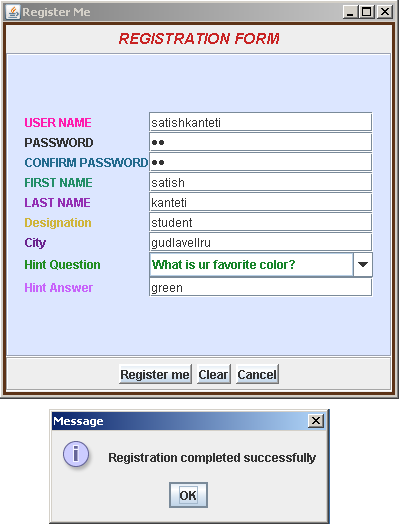 Register Me
REGISTRATION FORM
USER NAME satishkanteti
PASSWORD ●●
CONFIRM PASSWORD ●●
FIRST NAME satish
LAST NAME kanteti
Designation student
City gudlavellru
Hint Question What is ur favorite color?
Hint Answer green
Register me Clear Cancel
Message
Registration completed successfully
OK